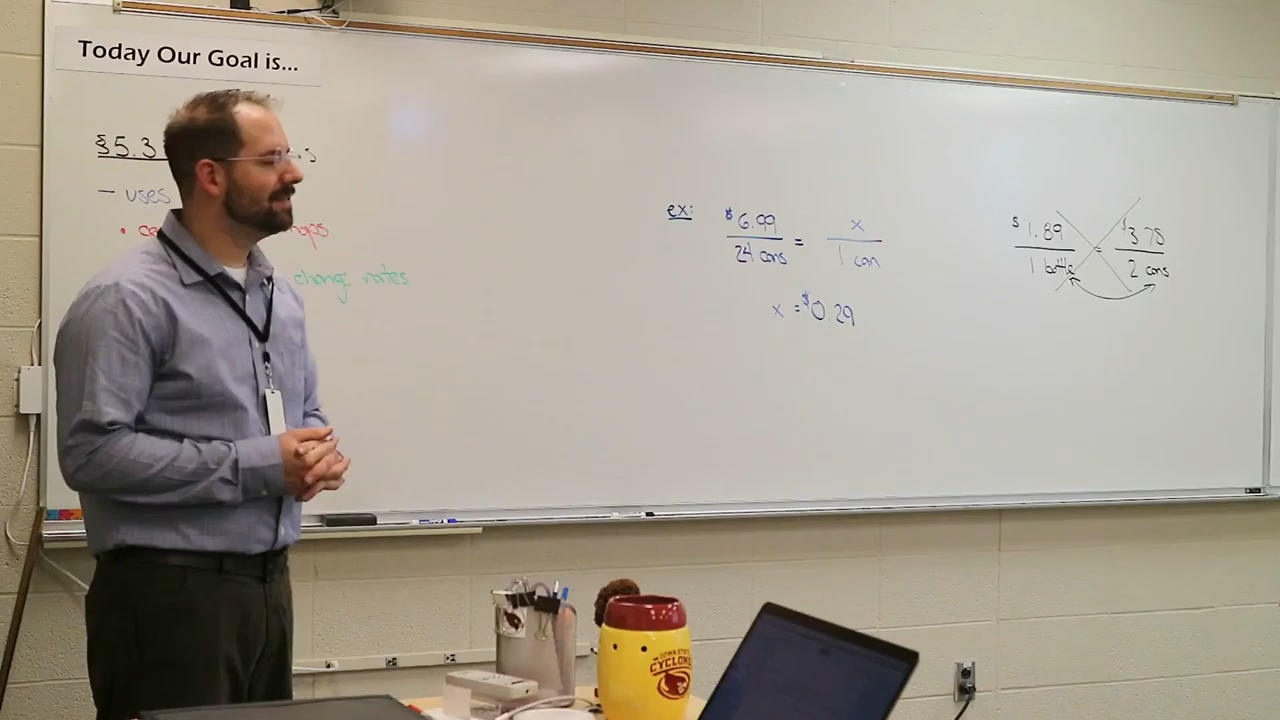 Today Our Goal is...
§5.3
- uses
change notes
ex:
$6.99 / 24 cans = x / 1 can
x = $0.29
$1.89 / 1 bottle = $3.78 / 2 cans
IOWA STATE
CYCLONES